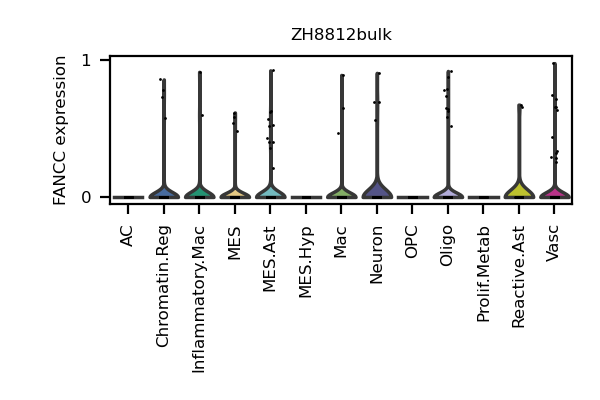 ZH8812bulk
FANCC expression
1
0
AC
Chromatin.Reg
Inflammatory.Mac
MES
MES.Ast
MES.Hyp
Mac
Neuron
OPC
Oligo
Prolif.Metab
Reactive.Ast
Vasc